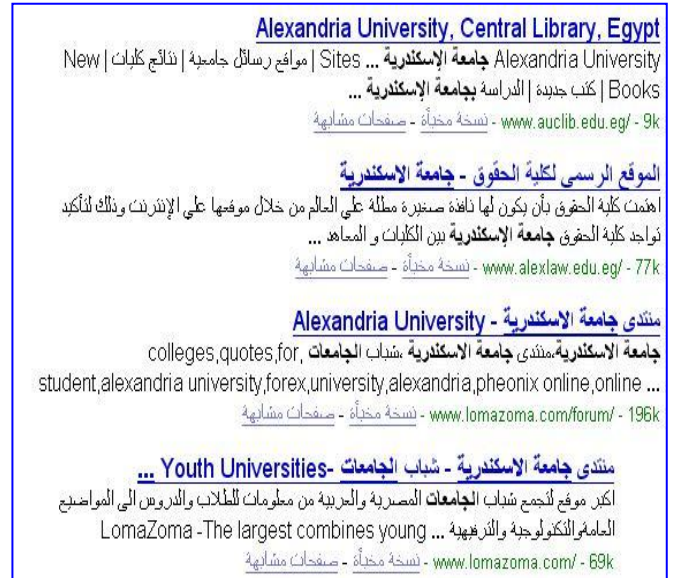 Alexandria University, Central Library, Egypt
Alexandria University جامعة الإسكندرية ... Sites | مواقع رسائل جامعية | نتائج كليات | New
Books | كتب جديدة | الدراسة بجامعة الإسكندرية ...
www.auclib.edu.eg/ - 9k - نسخة مخبأة - صفحات مشابهة
الموقع الرسمى لكلية الحقوق - جامعة الاسكندرية
اهتمت كلية الحقوق بأن يكون لها نافذة صغيرة مطلة على العالم من خلال موقعها علي الإنترنت وذلك لتأكيد
تواجد كلية الحقوق جامعة الإسكندرية بين الكليات و المعاهد ...
www.alexlaw.edu.eg/ - 77k - نسخة مخبأة - صفحات مشابهة
منتدى جامعة الاسكندرية - Alexandria University
جامعة الاسكندرية،منتدى جامعة الاسكندرية ،شباب الجامعات ,colleges,quotes,for
student,alexandria university,forex,university,alexandria,pheonix online,online ...
www.lomazoma.com/forum/ - 196k - نسخة مخبأة - صفحات مشابهة
منتدى جامعة الاسكندرية - شباب الجامعات -Youth Universities ...
اكبر موقع لتجمع شباب الجامعات المصرية والعربية من معلومات للطلاب والدروس الى المواضيع
العامةوالتكنولوجية والترفيهية ... LomaZoma -The largest combines young
www.lomazoma.com/ - 69k - نسخة مخبأة - صفحات مشابهة